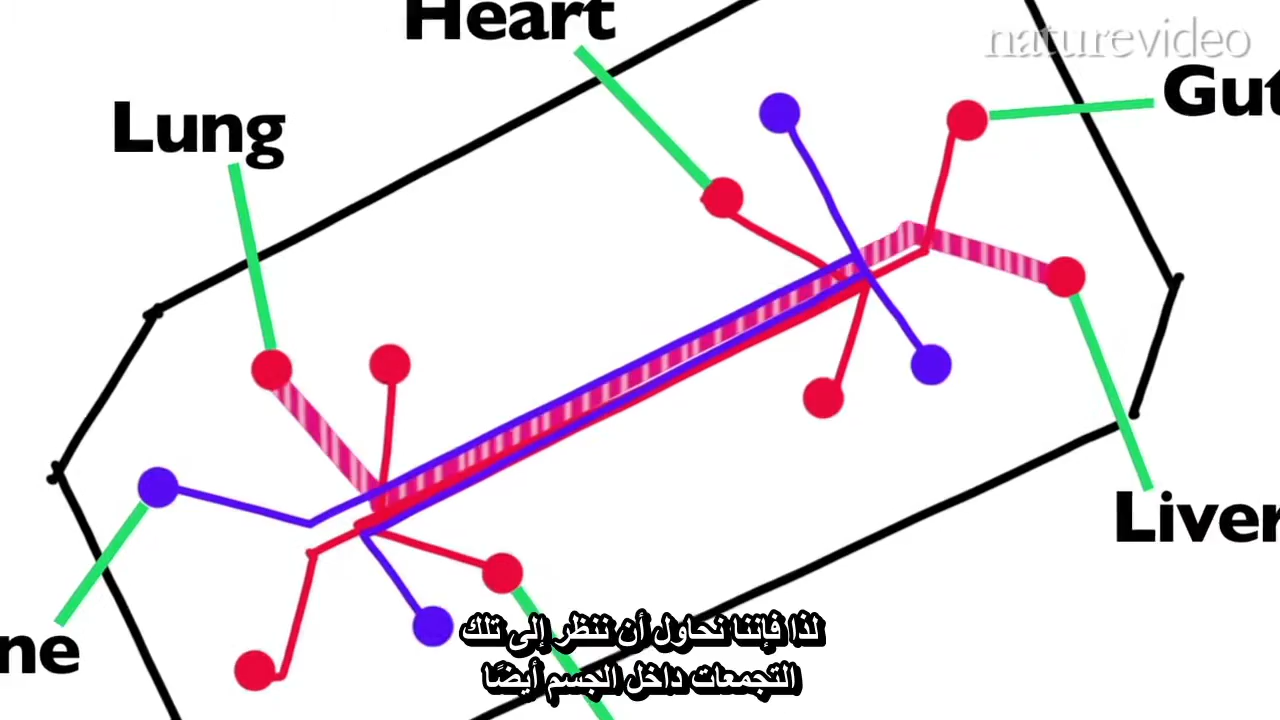 Heart
naturevideo
Gut
Lung
Liver
ne
لذا فإننا نحاول أن ننظر إلى تلك
التجمعات داخل الجسم أيضًا